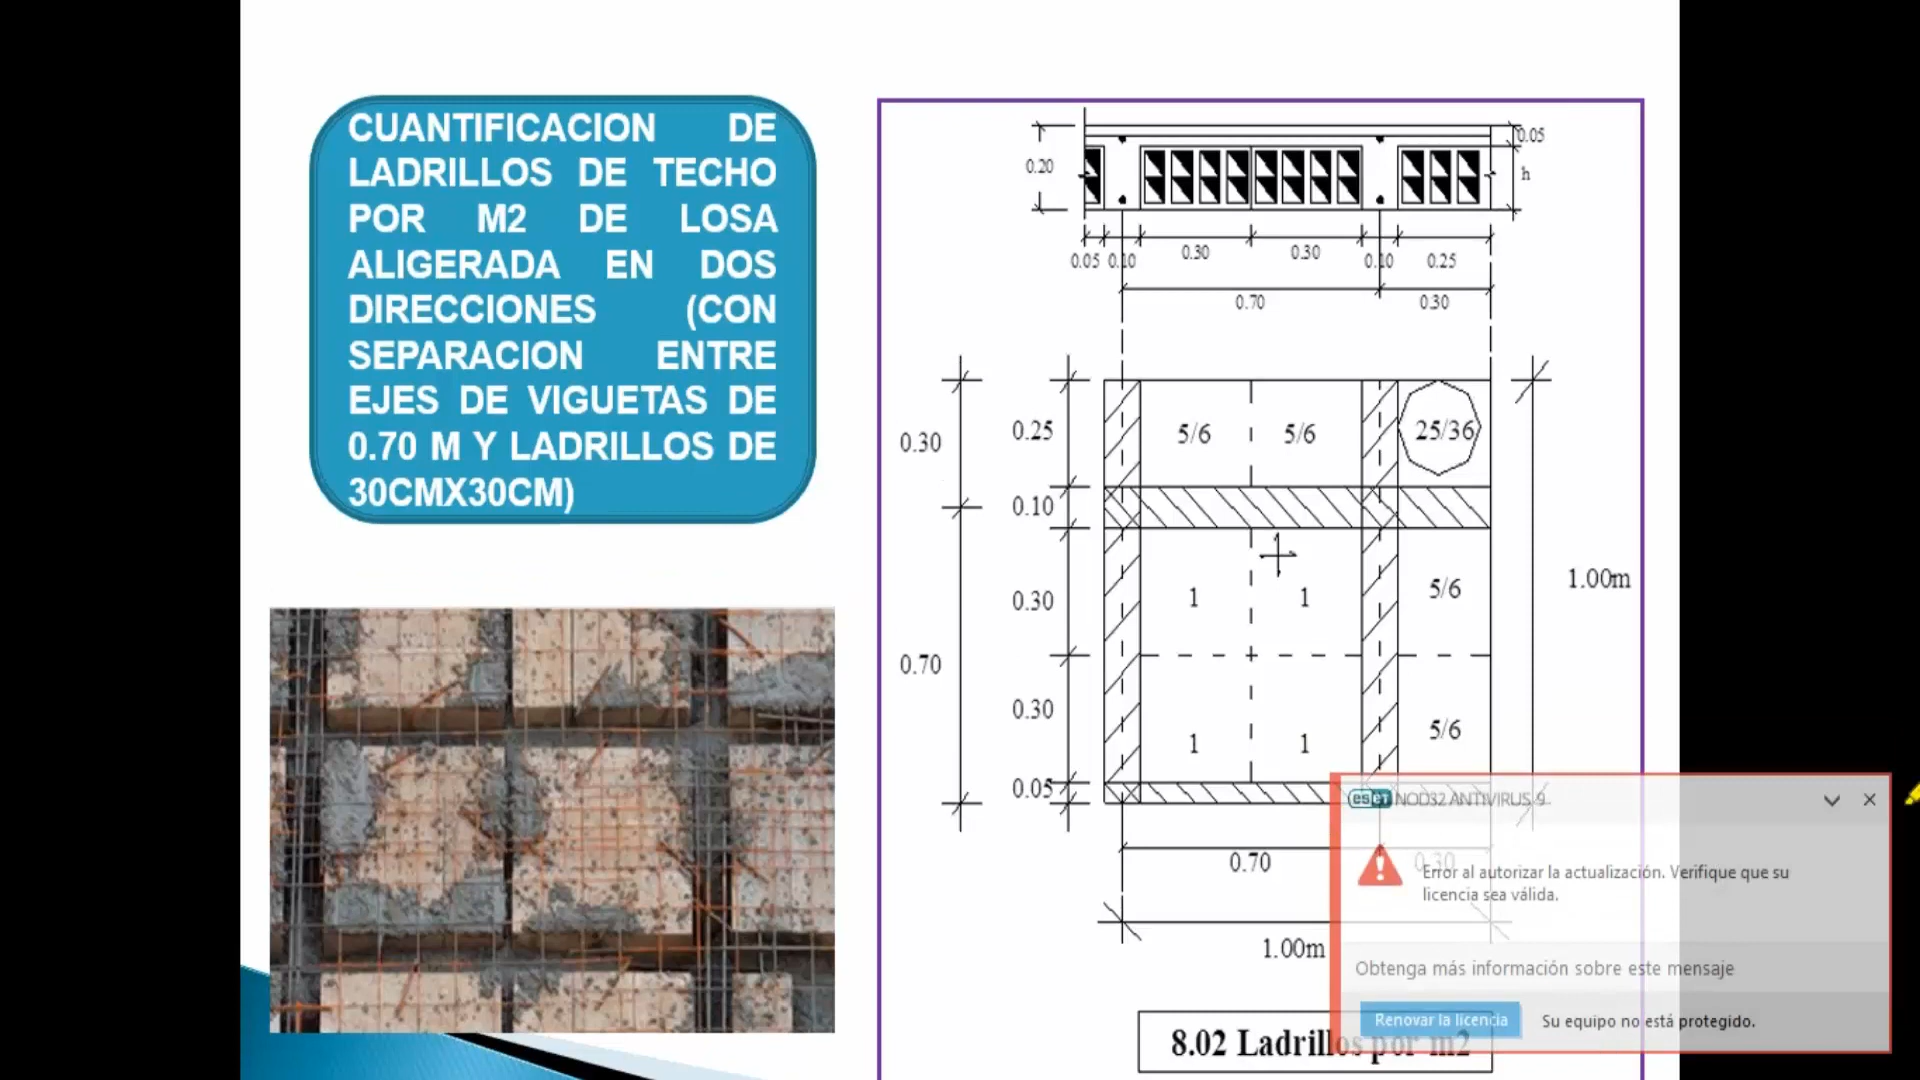 CUANTIFICACION DE
LADRILLOS DE TECHO
POR M2 DE LOSA
ALIGERADA EN DOS
DIRECCIONES (CON
SEPARACION ENTRE
EJES DE VIGUETAS DE
0.70 M Y LADRILLOS DE
30CMX30CM)
0.05
0.20
h
0.30 0.30
0.05 0.10 0.10 0.25
0.70 0.30
0.25 5/6 5/6 25/36
0.30
0.10
1.00m
0.30 1 1 5/6
0.70
0.30 1 1 5/6
0.05
0.70 0.30
1.00m
8.02 Ladrillos por m2
eset NOD32 ANTIVIRUS 9
Error al autorizar la actualización. Verifique que su
licencia sea válida.
Obtenga más información sobre este mensaje
Renovar la licencia Su equipo no está protegido.